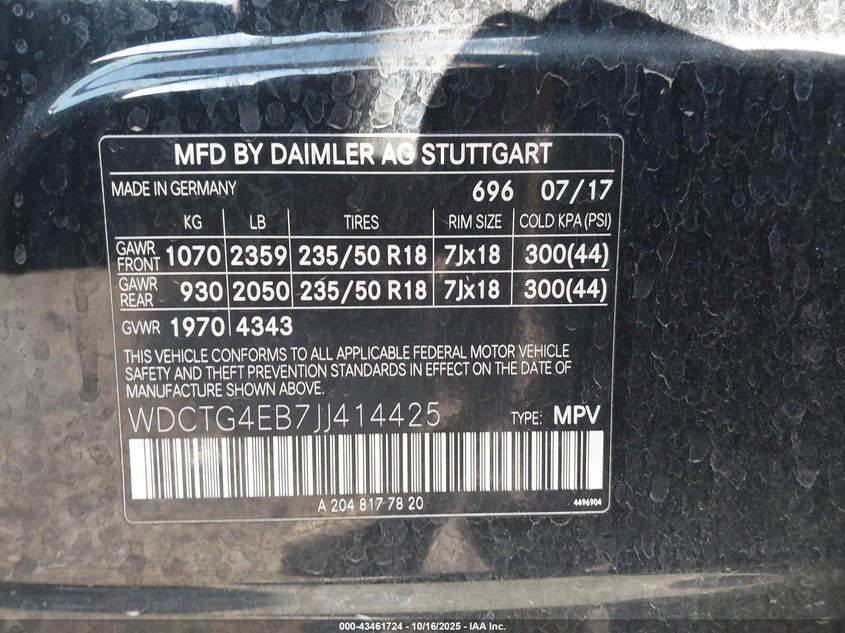 MFD BY DAIMLER AG STUTTGART
MADE IN GERMANY 696 07/17
KG LB TIRES RIM SIZE COLD KPA (PSI)
GAWR FRONT 1070 2359 235/50 R18 7Jx18 300(44)
GAWR REAR 930 2050 235/50 R18 7Jx18 300(44)
GVWR 1970 4343
THIS VEHICLE CONFORMS TO ALL APPLICABLE FEDERAL MOTOR VEHICLE
SAFETY AND THEFT PREVENTION STANDARDS IN EFFECT ON THE DATE OF
MANUFACTURE SHOWN ABOVE.
WDCTG4EB7JJ414425 TYPE: MPV
A 204 817 78 20
4496904
000-43461724 - 10/16/2025 - IAA Inc.